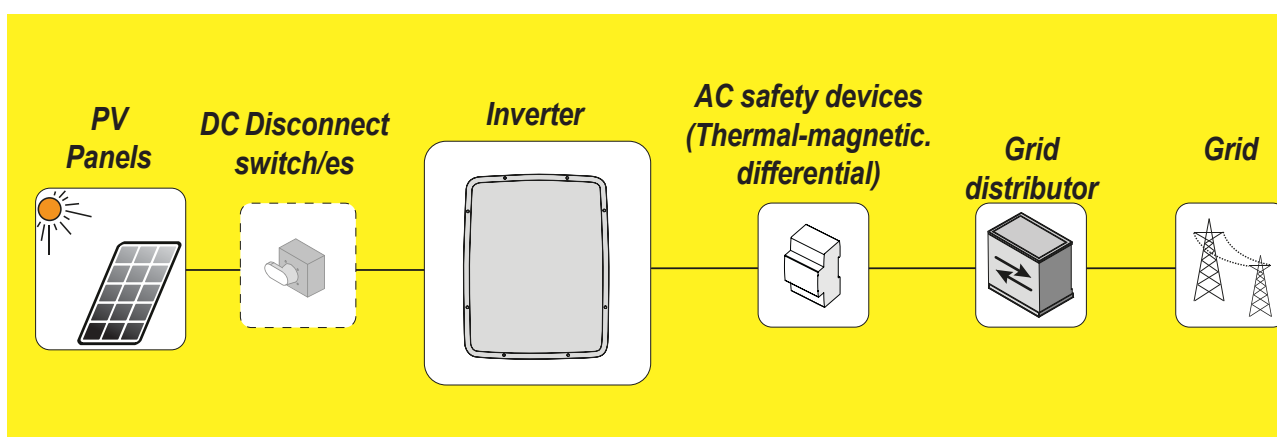 PV
Panels
DC Disconnect
switch/es
Inverter
AC safety devices
(Thermal-magnetic.
differential)
Grid
distributor
Grid